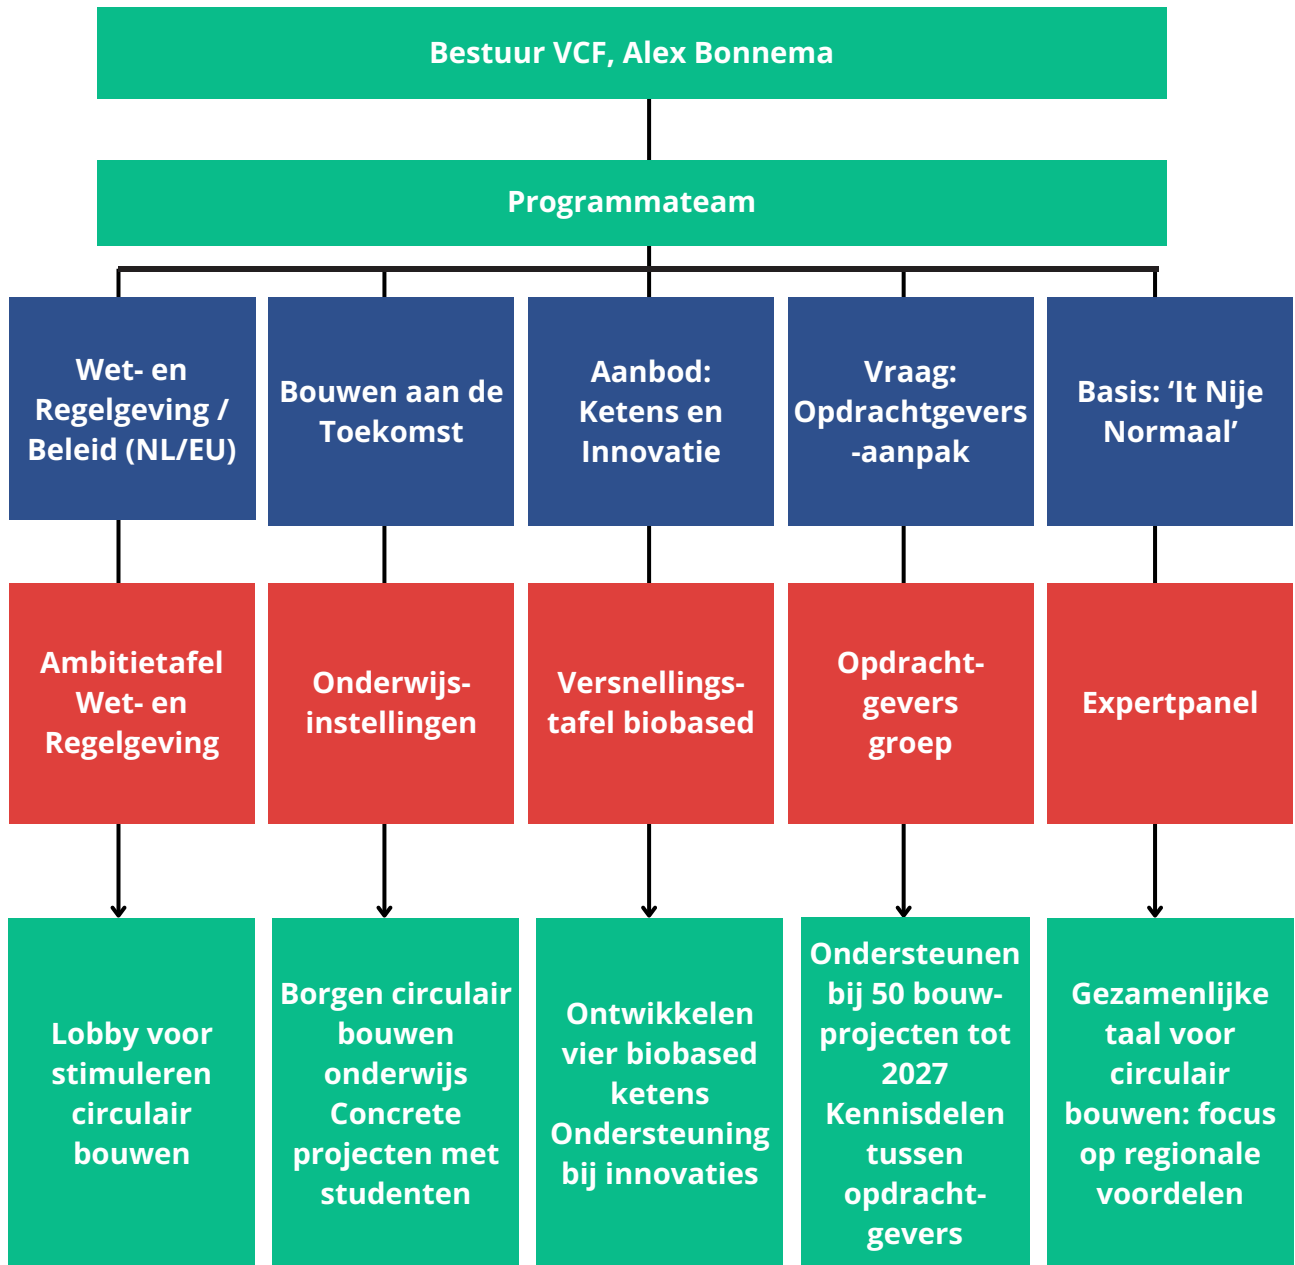 Bestuur VCF, Alex Bonnema
Programmateam
Wet- en
Regelgeving /
Beleid (NL/EU)
Bouwen aan de
Toekomst
Aanbod:
Ketens en
Innovatie
Vraag:
Opdrachtgevers
-aanpak
Basis: ‘It Nije
Normaal’
Ambitietafel
Wet- en
Regelgeving
Onderwijs-
instellingen
Versnellings-
tafel biobased
Opdracht-
gevers
groep
Expertpanel
Lobby voor
stimuleren
circulair
bouwen
Borgen circulair
bouwen
onderwijs
Concrete
projecten met
studenten
Ontwikkelen
vier biobased
ketens
Ondersteuning
bij innovaties
Ondersteunen
bij 50 bouw-
projecten tot
2027
Kennisdelen
tussen
opdracht-
gevers
Gezamenlijke
taal voor
circulair
bouwen: focus
op regionale
voordelen